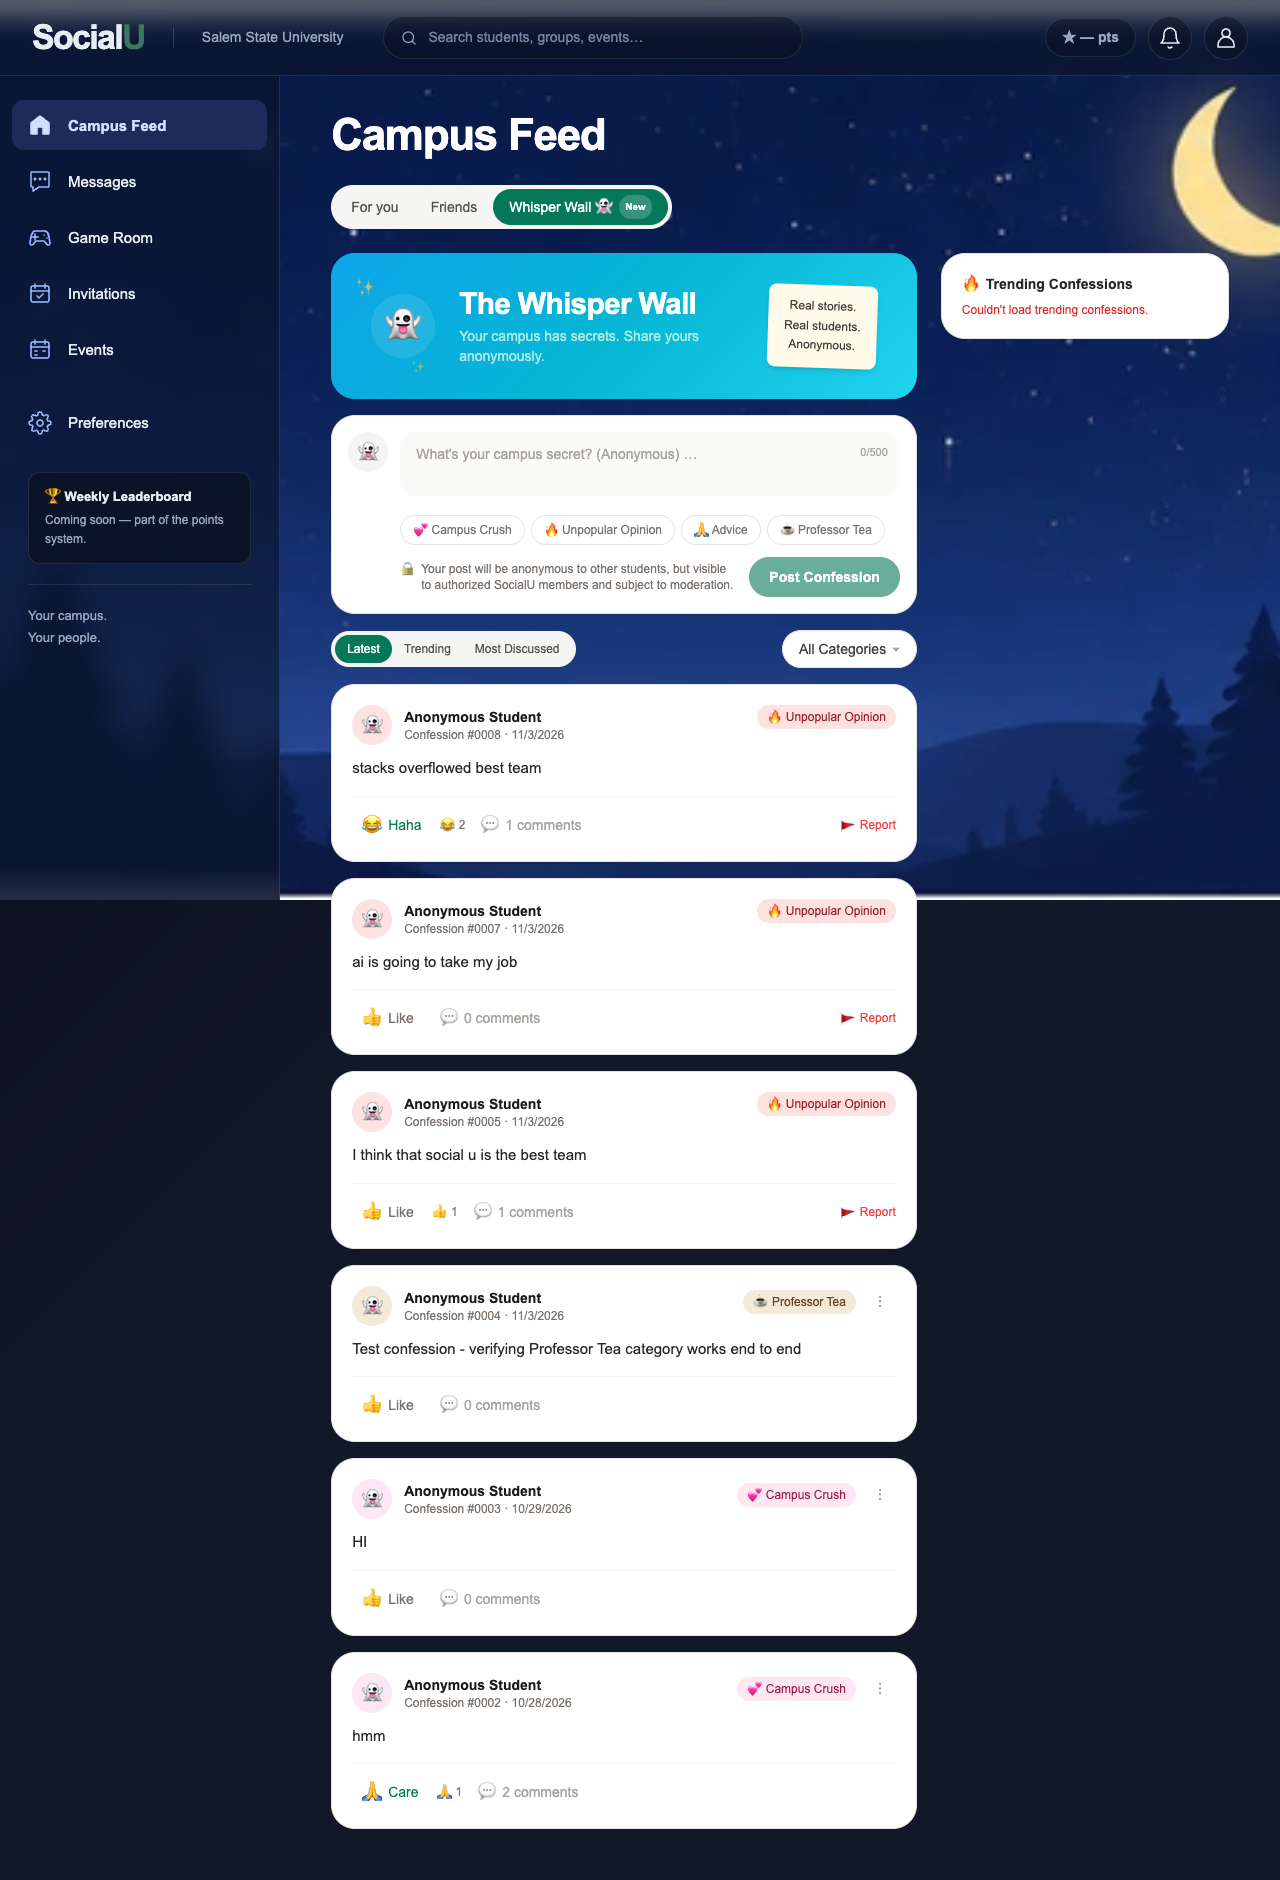 SocialU
Salem State University
Search students, groups, events…
★ — pts
Campus Feed
Messages
Game Room
Invitations
Events
Preferences
🏆 Weekly Leaderboard
Coming soon — part of the points
system.
Your campus.
Your people.
Campus Feed
For you
Friends
Whisper Wall 👻 New
The Whisper Wall
Your campus has secrets. Share yours
anonymously.
Real stories.
Real students.
Anonymous.
What's your campus secret? (Anonymous) …
0/500
💕 Campus Crush
🔥 Unpopular Opinion
🙏 Advice
☕ Professor Tea
🔒 Your post will be anonymous to other students, but visible
to authorized SocialU members and subject to moderation.
Post Confession
Latest
Trending
Most Discussed
All Categories
Anonymous Student
Confession #0008 · 11/3/2026
🔥 Unpopular Opinion
stacks overflowed best team
😂 Haha
😂 2
💬 1 comments
🚩 Report
Anonymous Student
Confession #0007 · 11/3/2026
🔥 Unpopular Opinion
ai is going to take my job
👍 Like
💬 0 comments
🚩 Report
Anonymous Student
Confession #0005 · 11/3/2026
🔥 Unpopular Opinion
I think that social u is the best team
👍 Like
👍 1
💬 1 comments
🚩 Report
Anonymous Student
Confession #0004 · 11/3/2026
☕ Professor Tea
Test confession - verifying Professor Tea category works end to end
👍 Like
💬 0 comments
Anonymous Student
Confession #0003 · 10/29/2026
💕 Campus Crush
HI
👍 Like
💬 0 comments
Anonymous Student
Confession #0002 · 10/28/2026
💕 Campus Crush
hmm
🙏 Care
🙏 1
💬 2 comments
🔥 Trending Confessions
Couldn't load trending confessions.